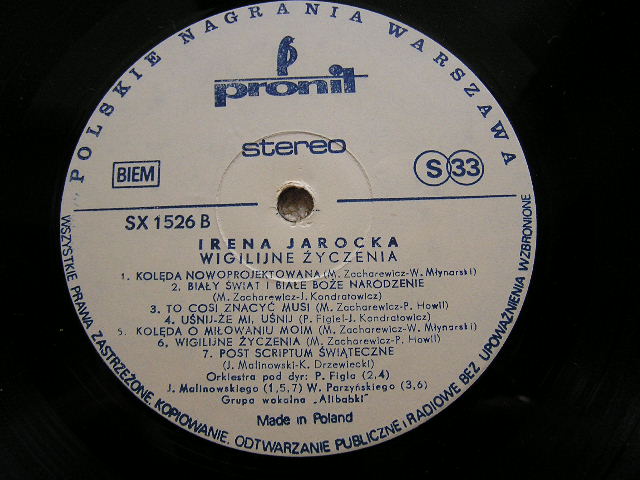 POLSKIE NAGRANIA WARSZAWA
pronit
stereo
BIEM
S 33
SX 1526 B
IRENA JAROCKA
WIGILIJNE ŻYCZENIA
1. KOLĘDA NOWOPROJEKTOWANA (M. Zacharewicz-W. Młynarski)
2. BIAŁY ŚWIAT I BIAŁE BOŻE NARODZENIE
(M. Zacharewicz-J. Kondratowicz)
3. TO COSI ZNACYĆ MUSI (M. Zacharewicz-P. Howil)
4. UŚNIJ-ŻE MI, UŚNIJ (P. Figiel-J. Kondratowicz)
5. KOLĘDA O MIŁOWANIU MOIM (M. Zacharewicz-W. Młynarski)
6. WIGILIJNE ŻYCZENIA (M. Zacharewicz-P. Howil)
7. POST SCRIPTUM ŚWIĄTECZNE
(J. Malinowski-K. Drzewiecki)
Orkiestra pod dyr: P. Figla (2,4)
J. Malinowskiego (1,5,7) W. Parzyńskiego (3,6)
Grupa wokalna „Alibabki"
Made in Poland
WSZYSTKIE PRAWA ZASTRZEŻONE. KOPIOWANIE, ODTWARZANIE PUBLICZNE I RADIOWE BEZ UPOWAŻNIENIA WZBRONIONE